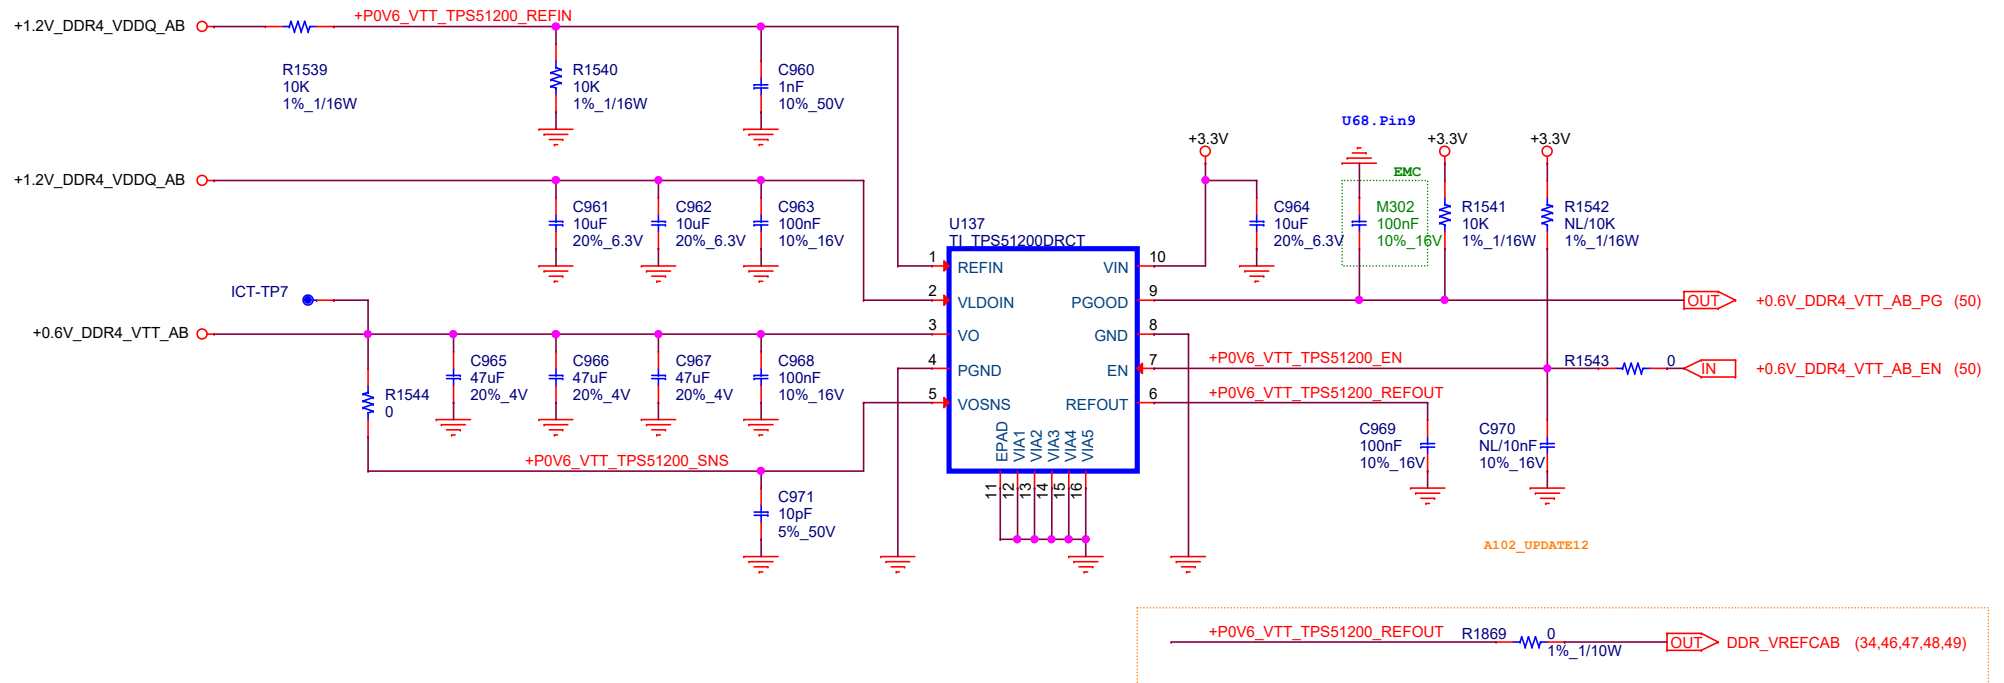 +1.2V_DDR4_VDDQ_AB
+P0V6_VTT_TPS51200_REFIN
R1539
10K
1%_1/16W
R1540
10K
1%_1/16W
C960
1nF
10%_50V
+1.2V_DDR4_VDDQ_AB
C961
10uF
20%_6.3V
C962
10uF
20%_6.3V
C963
100nF
10%_16V
ICT-TP7
+0.6V_DDR4_VTT_AB
R1544
0
C965
47uF
20%_4V
C966
47uF
20%_4V
C967
47uF
20%_4V
C968
100nF
10%_16V
+P0V6_VTT_TPS51200_SNS
C971
10pF
5%_50V
U137
TI_TPS51200DRCT
1 REFIN
2 VLDOIN
3 VO
4 PGND
5 VOSNS
VIN 10
PGOOD 9
GND 8
EN 7
REFOUT 6
EPAD
VIA1
VIA2
VIA3
VIA4
VIA5
11
12
13
14
15
16
+3.3V
C964
10uF
20%_6.3V
U68.Pin9
EMC
M302
100nF
10%_16V
+3.3V
R1541
10K
1%_1/16W
+3.3V
R1542
NL/10K
1%_1/16W
OUT +0.6V_DDR4_VTT_AB_PG (50)
+P0V6_VTT_TPS51200_EN
R1543 0
IN +0.6V_DDR4_VTT_AB_EN (50)
+P0V6_VTT_TPS51200_REFOUT
C969
100nF
10%_16V
C970
NL/10nF
10%_16V
A102_UPDATE12
+P0V6_VTT_TPS51200_REFOUT
R1869 0
1%_1/10W
OUT DDR_VREFCAB (34,46,47,48,49)